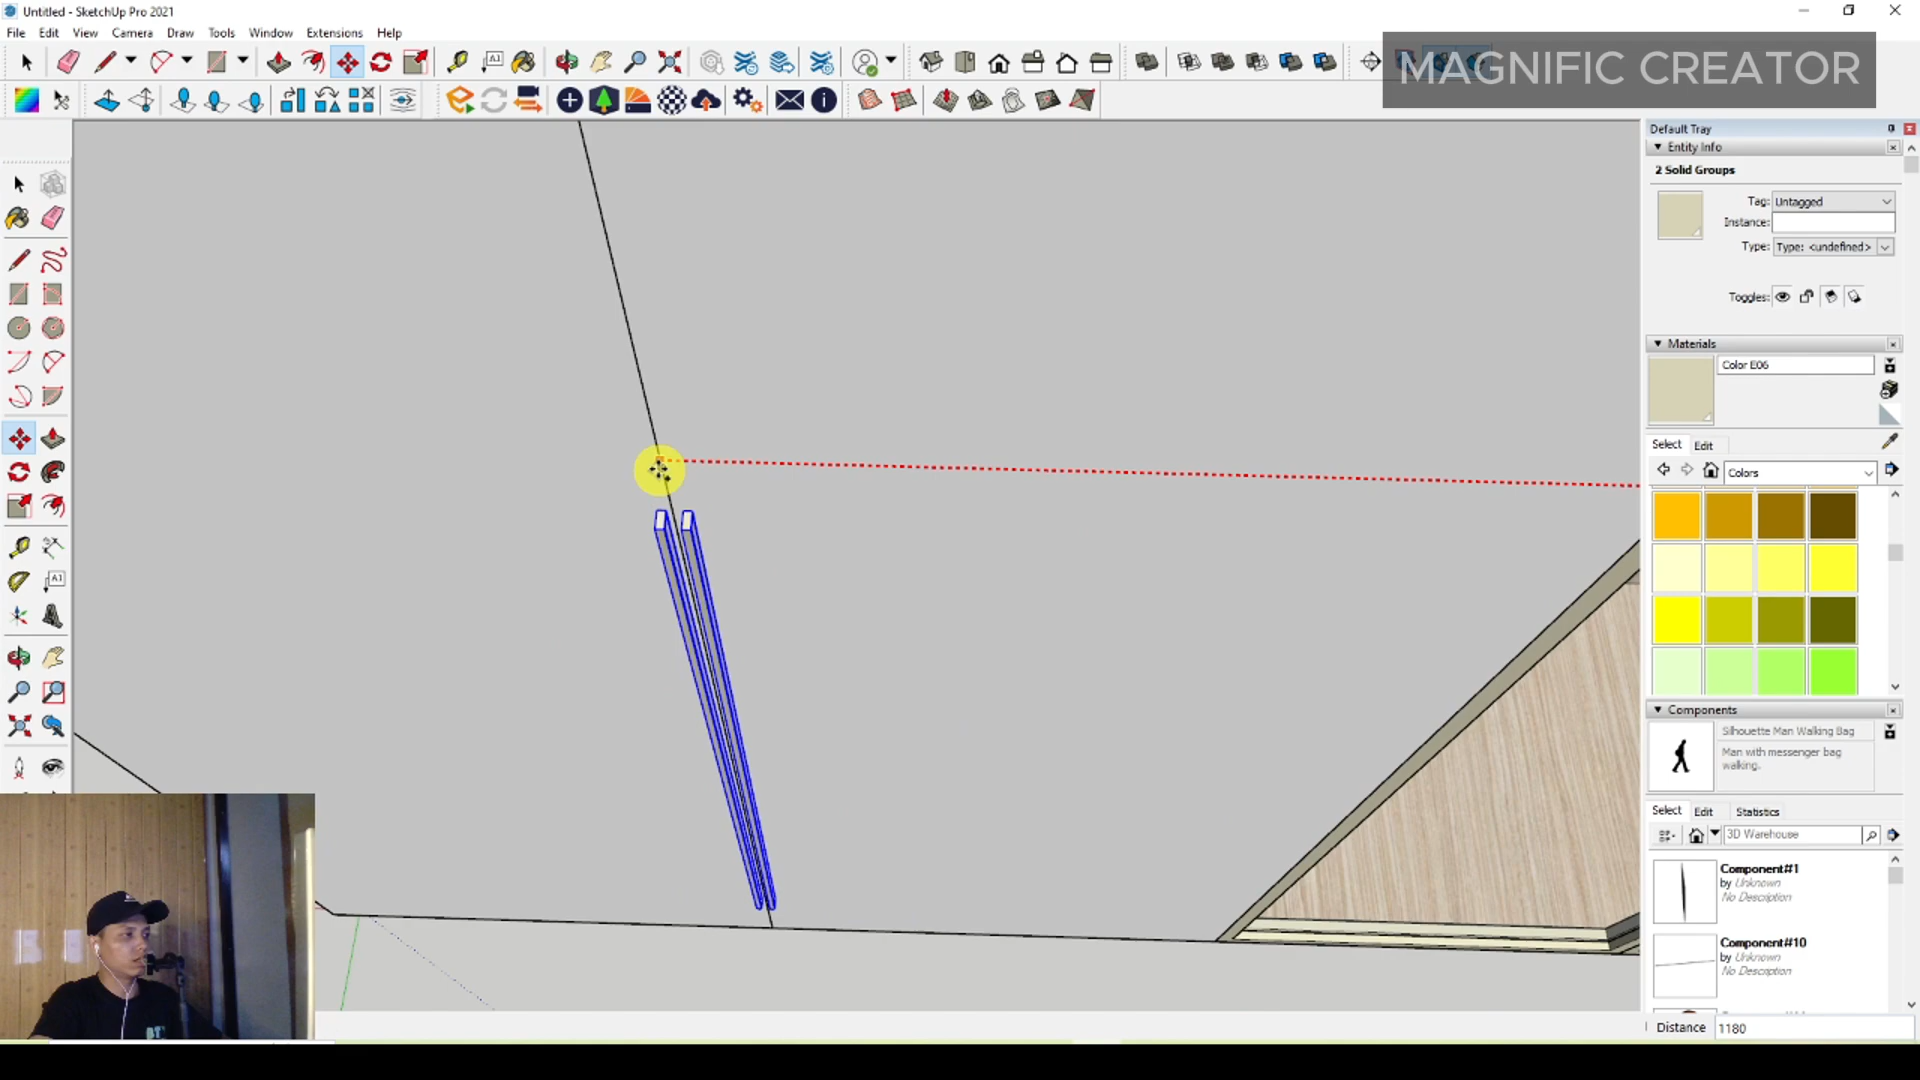 Untitled - SketchUp Pro 2021
File Edit View Camera Draw Tools Window Extensions Help
MAGNIFIC CREATOR
Default Tray
Entity Info
2 Solid Groups
Tag: Untagged
Instance:
Type: Type: <undefined>
Toggles:
Materials
Color E06
Select Edit
Colors
Components
Silhouette Man Walking Bag
Man with messenger bag
walking.
Select Edit Statistics
3D Warehouse
Component#1
by Unknown
No Description
Component#10
by Unknown
No Description
Distance 1180